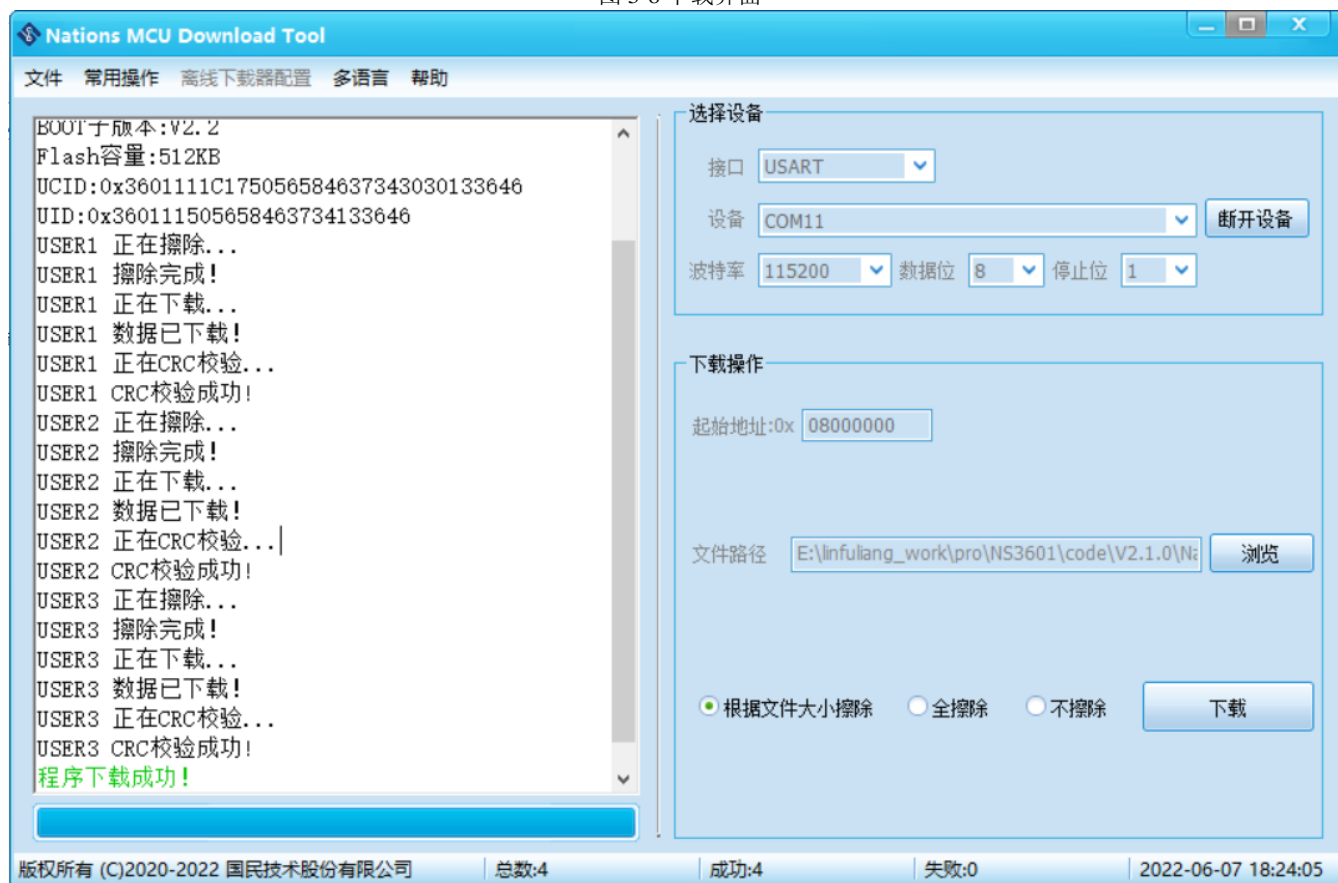 Nations MCU Download Tool
文件 常用操作 离线下载器配置 多语言 帮助
BOOT子版本:V2.2
Flash容量:512KB
UCID:0x3601111C17505658463734303013​3646
UID:0x360111505658463734133646
USER1 正在擦除...
USER1 擦除完成!
USER1 正在下载...
USER1 数据已下载!
USER1 正在CRC校验...
USER1 CRC校验成功!
USER2 正在擦除...
USER2 擦除完成!
USER2 正在下载...
USER2 数据已下载!
USER2 正在CRC校验...
USER2 CRC校验成功!
USER3 正在擦除...
USER3 擦除完成!
USER3 正在下载...
USER3 数据已下载!
USER3 正在CRC校验...
USER3 CRC校验成功!
程序下载成功!
选择设备
接口 USART
设备 COM11 断开设备
波特率 115200 数据位 8 停止位 1
下载操作
起始地址:0x 08000000
文件路径 E:\linfuliang_work\pro\NS3601\code\V2.1.0\Na 浏览
根据文件大小擦除 全擦除 不擦除 下载
版权所有 (C)2020-2022 国民技术股份有限公司 总数:4 成功:4 失败:0 2022-06-07 18:24:05